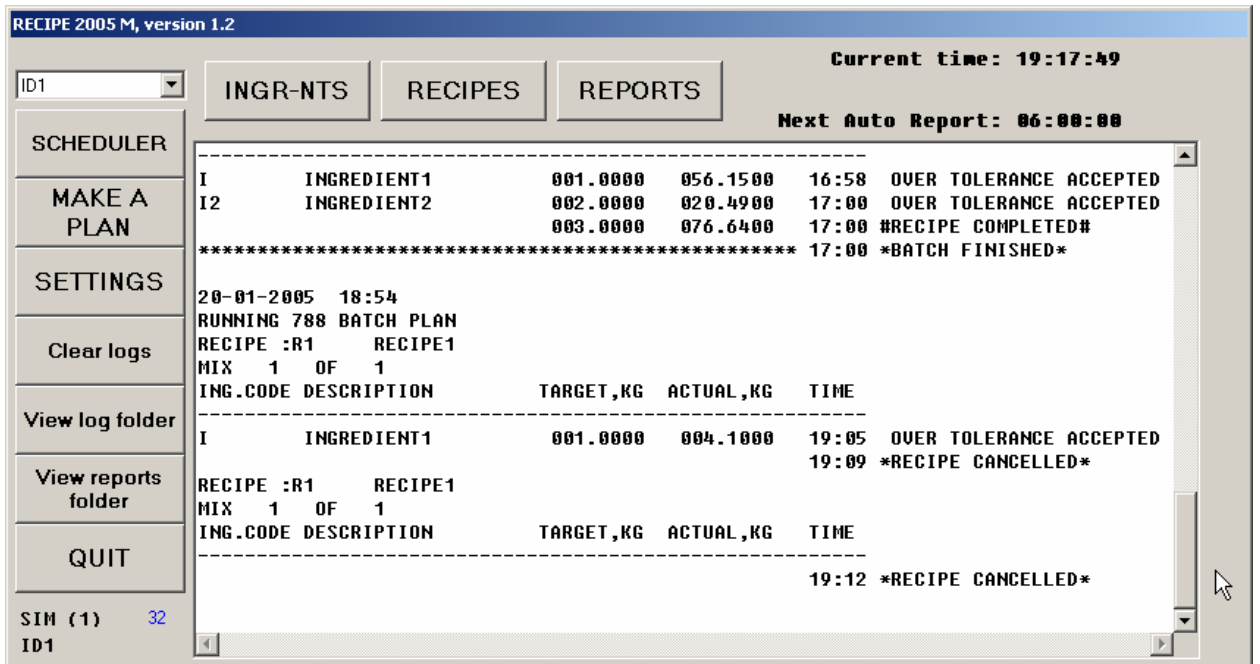 RECIPE 2005 M, version 1.2
Current time: 19:17:49
ID1
INGR-NTS
RECIPES
REPORTS
Next Auto Report: 06:00:00
SCHEDULER
MAKE A
PLAN
SETTINGS
Clear logs
View log folder
View reports
folder
QUIT
SIM (1) 32
ID1
---------------------------------------------------------
I INGREDIENT1 001.0000 056.1500 16:58 OVER TOLERANCE ACCEPTED
I2 INGREDIENT2 002.0000 020.4900 17:00 OVER TOLERANCE ACCEPTED
003.0000 076.6400 17:00 #RECIPE COMPLETED#
*************************************************** 17:00 *BATCH FINISHED*
20-01-2005 18:54
RUNNING 788 BATCH PLAN
RECIPE :R1 RECIPE1
MIX 1 OF 1
ING.CODE DESCRIPTION TARGET,KG ACTUAL,KG TIME
---------------------------------------------------------
I INGREDIENT1 001.0000 004.1000 19:05 OVER TOLERANCE ACCEPTED
19:09 *RECIPE CANCELLED*
RECIPE :R1 RECIPE1
MIX 1 OF 1
ING.CODE DESCRIPTION TARGET,KG ACTUAL,KG TIME
---------------------------------------------------------
19:12 *RECIPE CANCELLED*